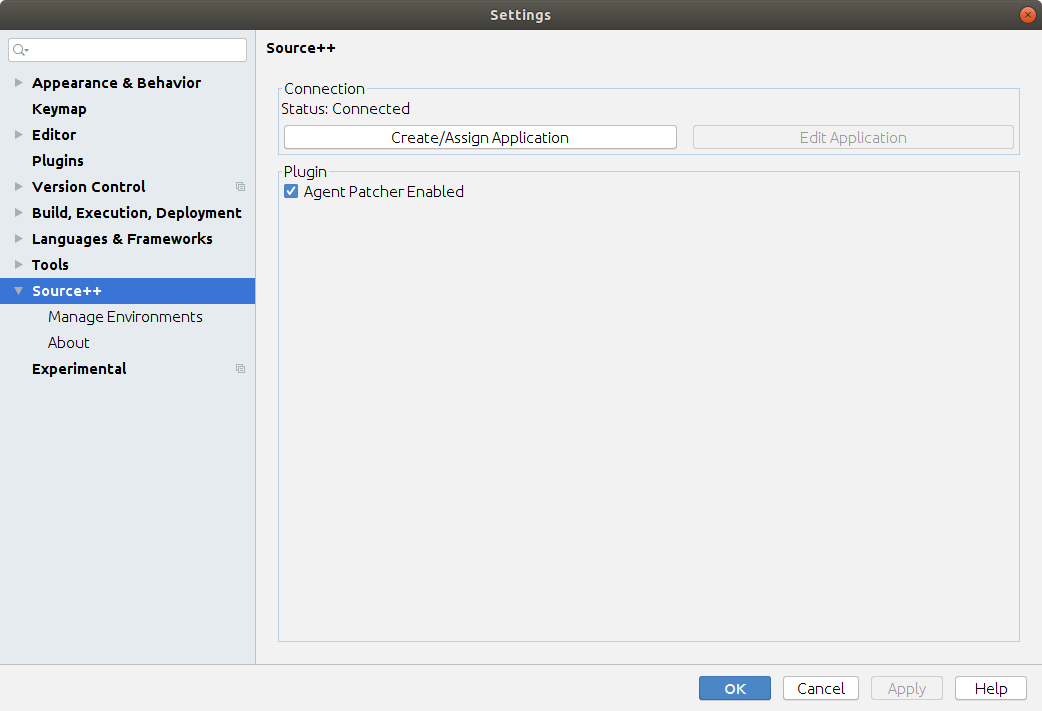 Settings
Source++
Appearance & Behavior
Keymap
Editor
Plugins
Version Control
Build, Execution, Deployment
Languages & Frameworks
Tools
Source++
Manage Environments
About
Experimental
Connection
Status: Connected
Create/Assign Application
Edit Application
Plugin
Agent Patcher Enabled
OK
Cancel
Apply
Help